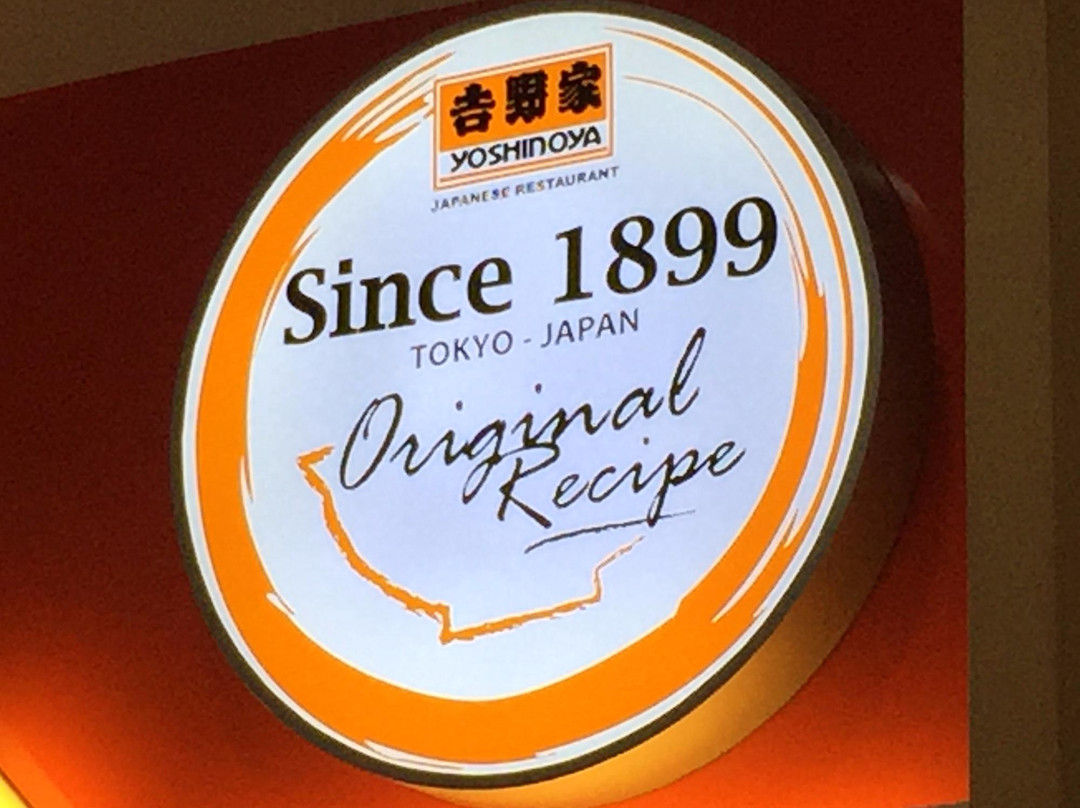 吉野家
YOSHINOYA
JAPANESE RESTAURANT
Since 1899
TOKYO - JAPAN
Original
Recipe